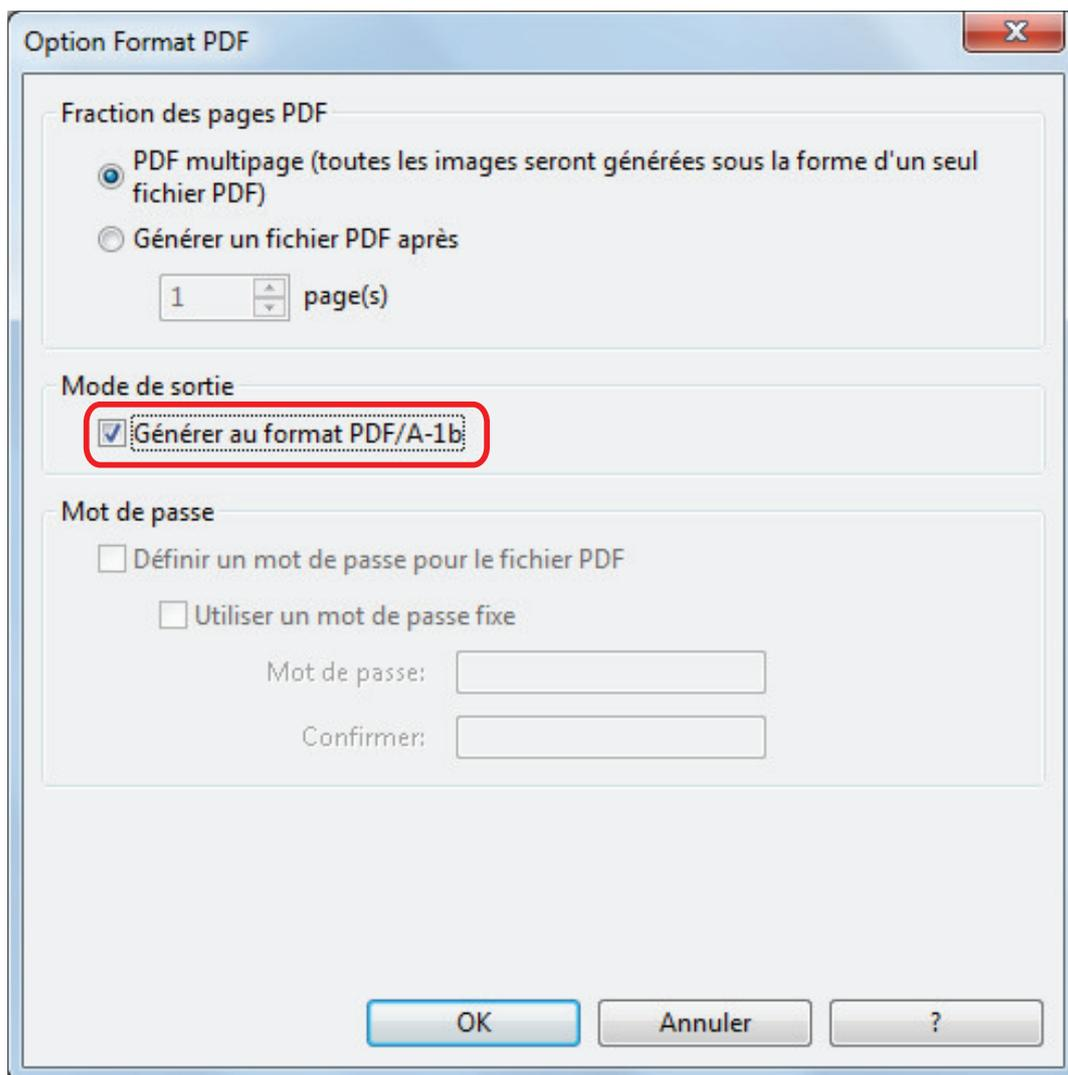 Option Format PDF
Fraction des pages PDF
PDF multipage (toutes les images seront générées sous la forme d'un seul
fichier PDF)
Générer un fichier PDF après
1 page(s)
Mode de sortie
Générer au format PDF/A-1b
Mot de passe
Définir un mot de passe pour le fichier PDF
Utiliser un mot de passe fixe
Mot de passe:
Confirmer:
OK Annuler ?